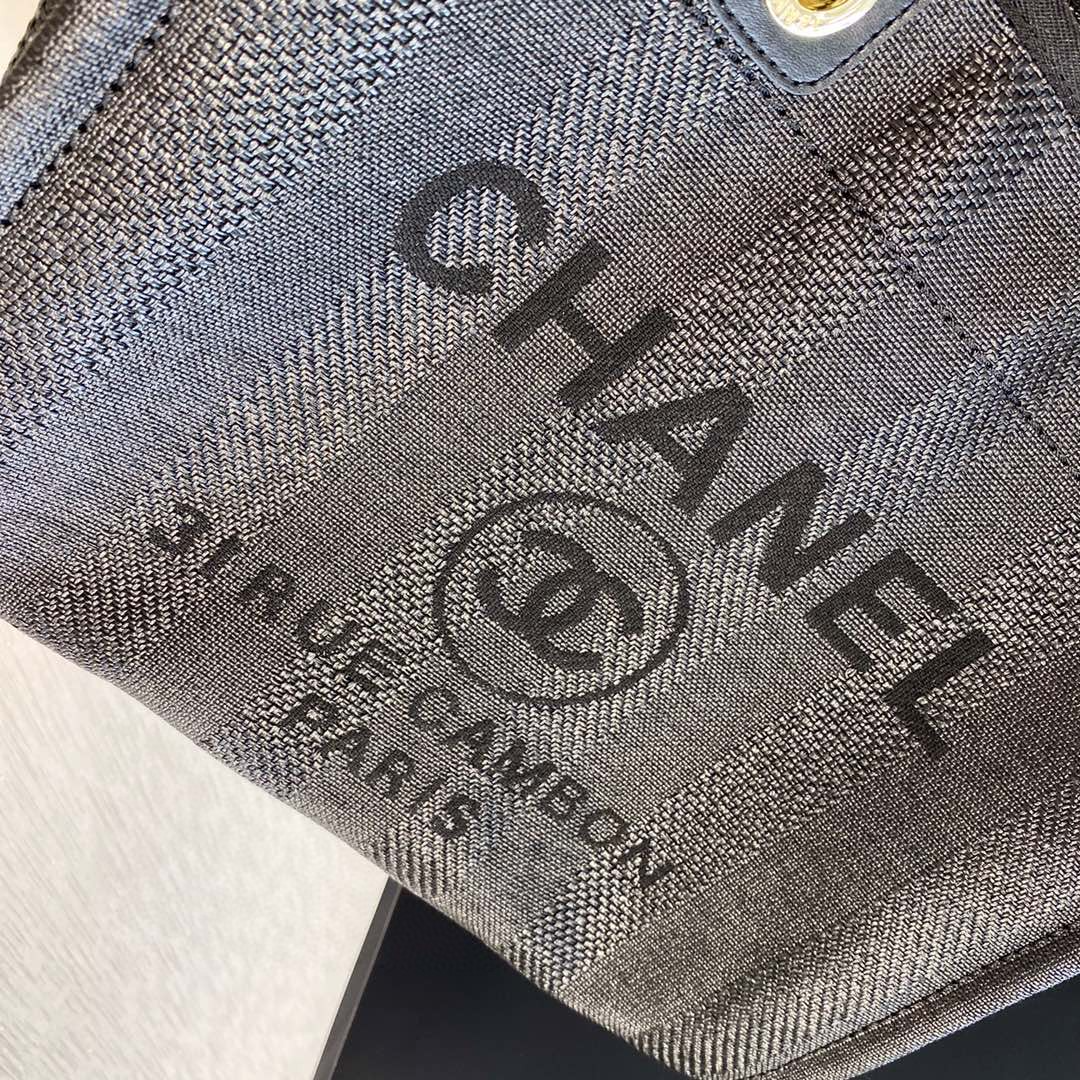 CHANEL
31 RUE CAMBON
PARIS